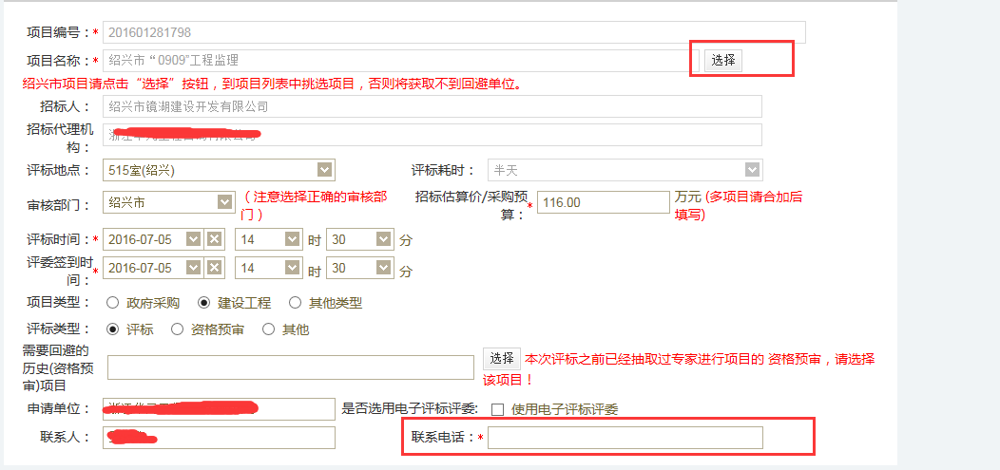 项目编号：* 201601281798
项目名称：* 绍兴市“0909”工程监理 选择
绍兴市项目请点击“选择”按钮，到项目列表中挑选项目，否则将获取不到回避单位。
招标人： 绍兴市镜湖建设开发有限公司
招标代理机
构：
评标地点： 515室(绍兴) 评标耗时： 半天
审核部门： 绍兴市 （注意选择正确的审核部
门） 招标估算价/采购预
算：* 116.00 万元 (多项目请合加后
填写)
评标时间：* 2016-07-05 14 时 30 分
评委签到时
间：* 2016-07-05 14 时 30 分
项目类型： 政府采购 建设工程 其他类型
评标类型： 评标 资格预审 其他
需要回避的
历史(资格预
审)项目
选择 本次评标之前已经抽取过专家进行项目的 资格预审，请选择
该项目！
申请单位： 是否选用电子评标评委: 使用电子评标评委
联系人： 联系电话：*